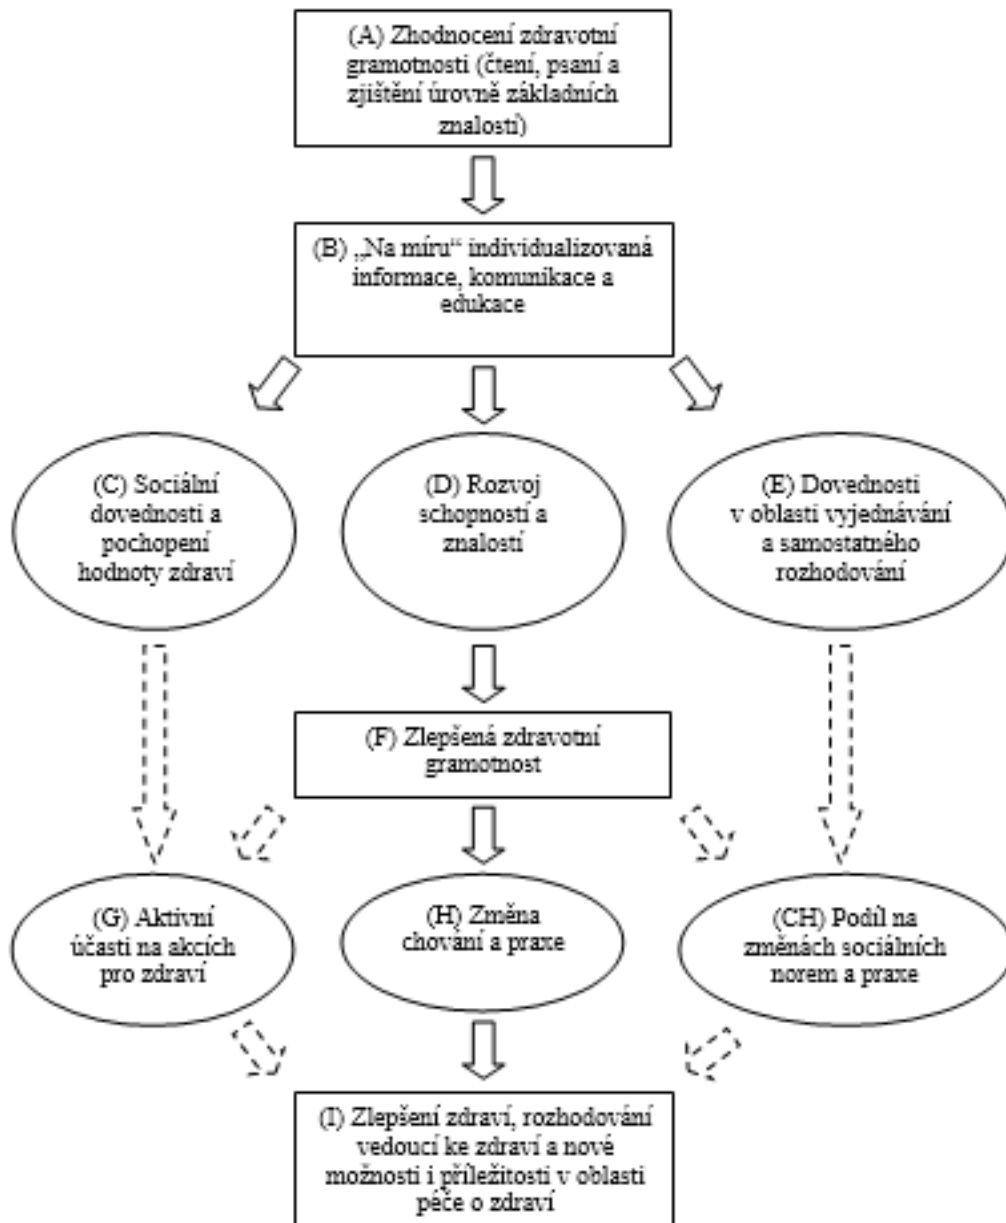 (A) Zhodnocení zdravotní
gramotnosti (čtení, psaní a
zjištění úrovně základních
znalostí)
(B) „Na míru“ individualizovaná
informace, komunikace a
edukace
(C) Sociální
dovednosti a
pochopení
hodnoty zdraví
(D) Rozvoj
schopností a
znalostí
(E) Dovednosti
v oblasti vyjednávání
a samostatného
rozhodování
(F) Zlepšená zdravotní
gramotnost
(G) Aktivní
účasti na akcích
pro zdraví
(H) Změna
chování a praxe
(CH) Podíl na
změnách sociálních
norem a praxe
(I) Zlepšení zdraví, rozhodování
vedoucí ke zdraví a nové
možnosti i příležitosti v oblasti
péče o zdraví